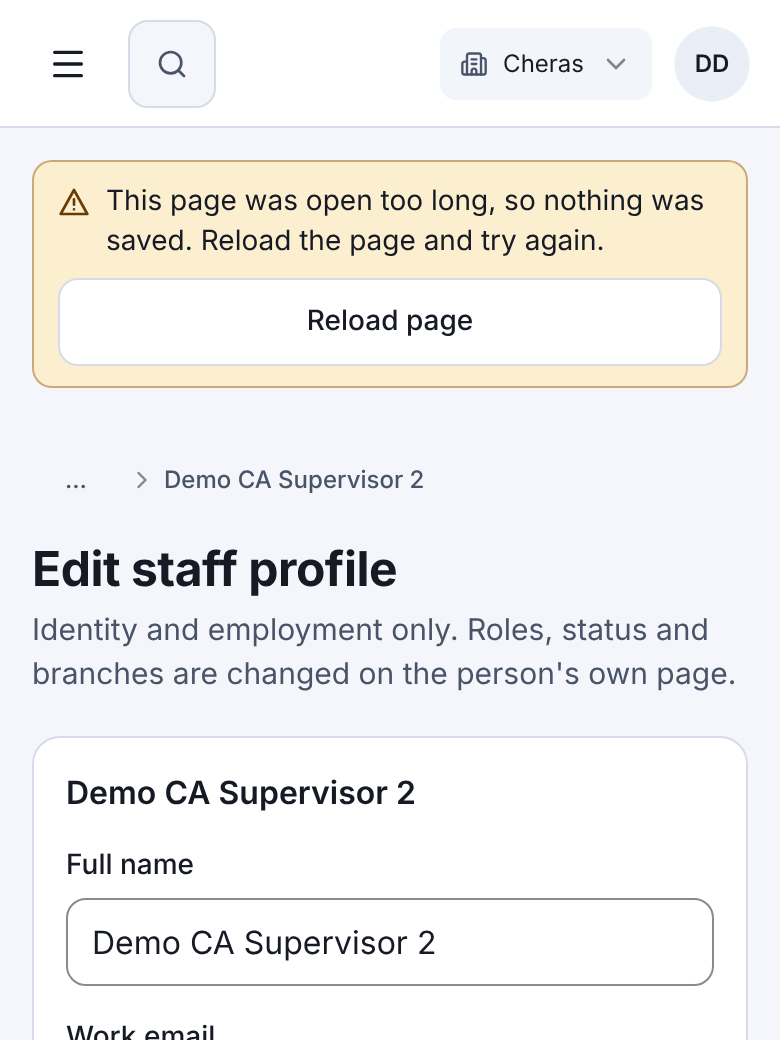 Cheras
DD
This page was open too long, so nothing was
saved. Reload the page and try again.
Reload page
...
Demo CA Supervisor 2
Edit staff profile
Identity and employment only. Roles, status and
branches are changed on the person's own page.
Demo CA Supervisor 2
Full name
Demo CA Supervisor 2
Work email